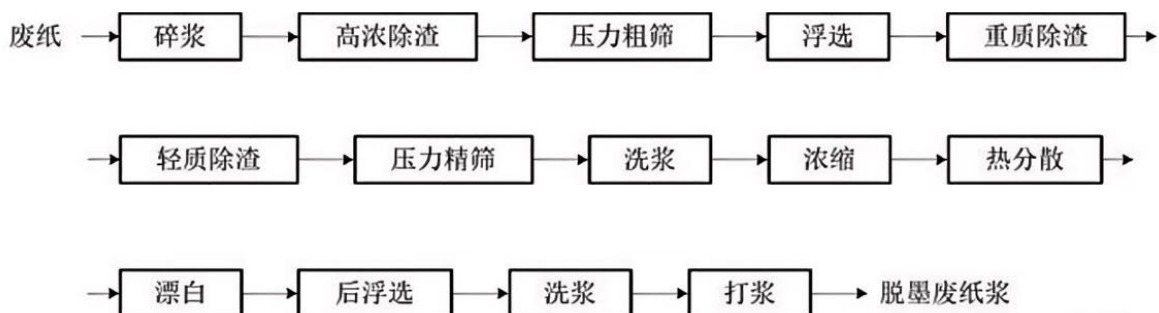 废纸 碎浆 高浓除渣 压力粗筛 浮选 重质除渣
轻质除渣 压力精筛 洗浆 浓缩 热分散
漂白 后浮选 洗浆 打浆 脱墨废纸浆